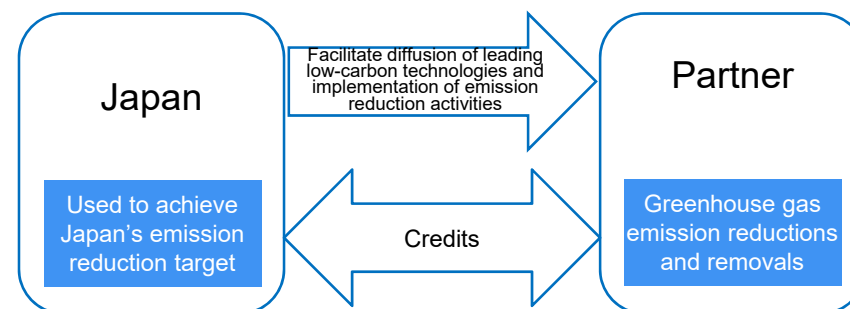 Japan
Used to achieve
Japan’s emission
reduction target
Facilitate diffusion of leading
low-carbon technologies and
implementation of emission
reduction activities
Credits
Partner
Greenhouse gas
emission reductions
and removals